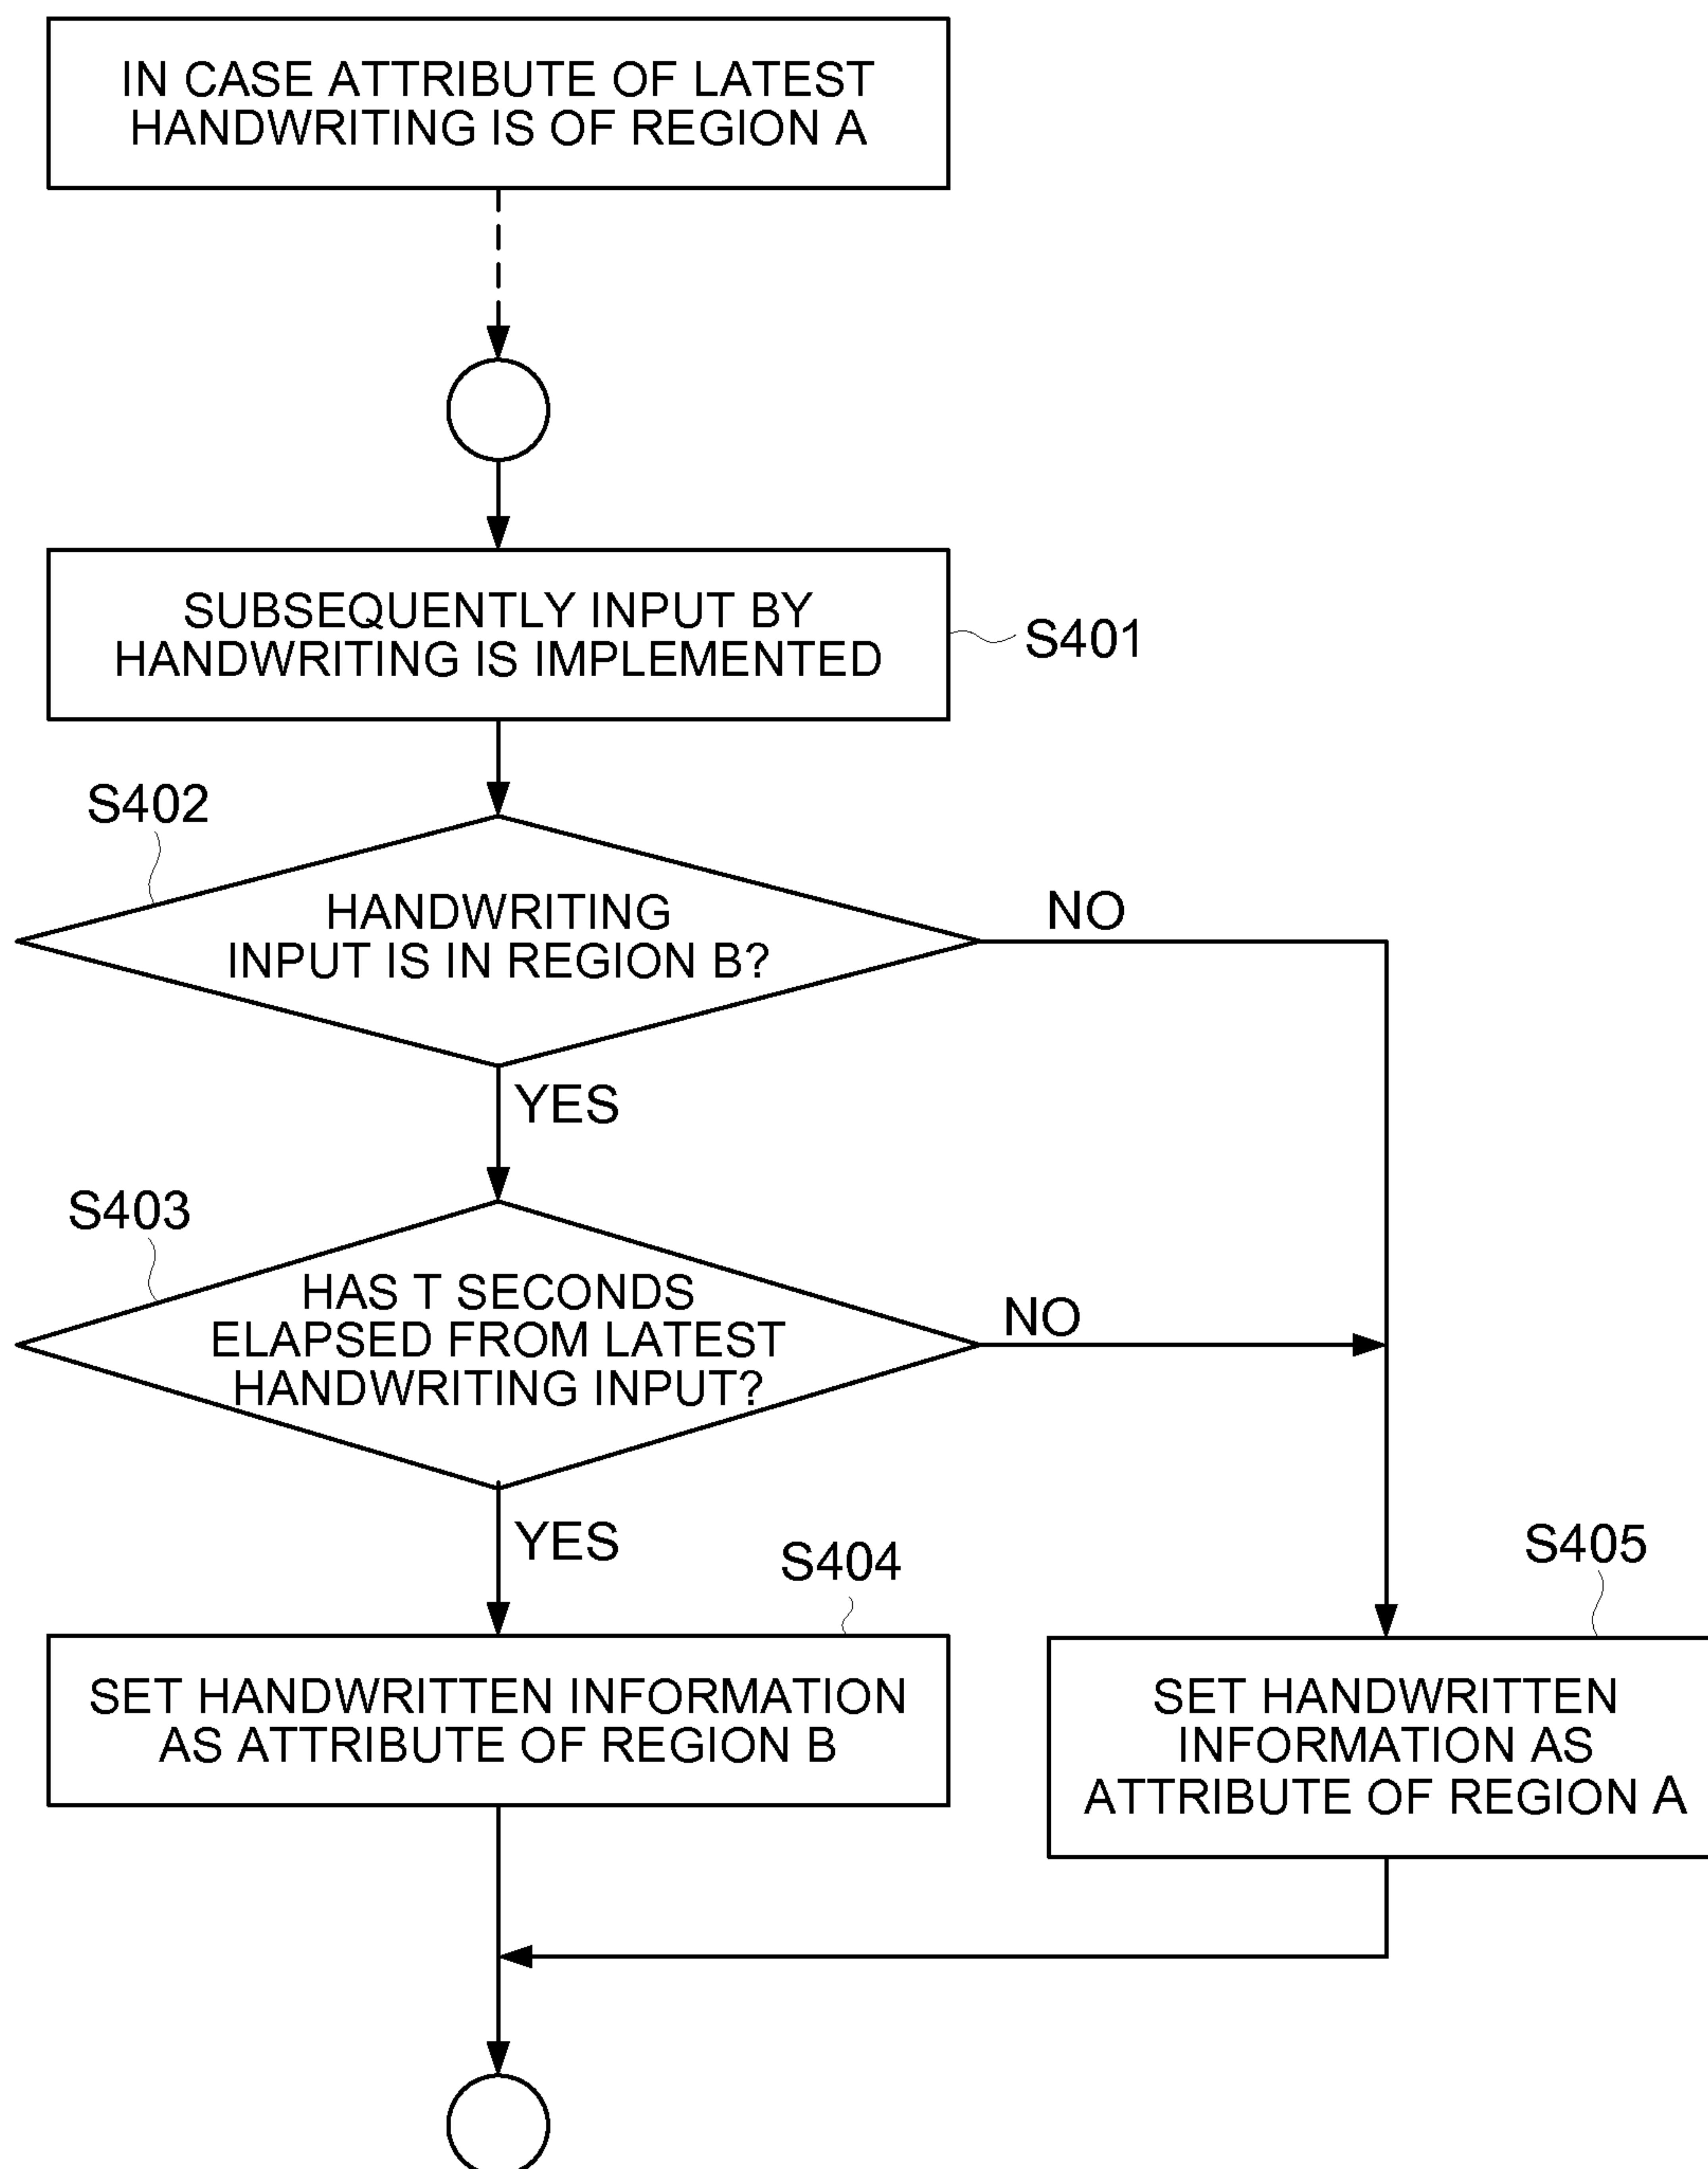 IN CASE ATTRIBUTE OF LATEST
HANDWRITING IS OF REGION A
SUBSEQUENTLY INPUT BY
HANDWRITING IS IMPLEMENTED
S401
S402
HANDWRITING
INPUT IS IN REGION B?
NO
YES
S403
HAS T SECONDS
ELAPSED FROM LATEST
HANDWRITING INPUT?
NO
YES
S404
SET HANDWRITTEN INFORMATION
AS ATTRIBUTE OF REGION B
S405
SET HANDWRITTEN
INFORMATION AS
ATTRIBUTE OF REGION A